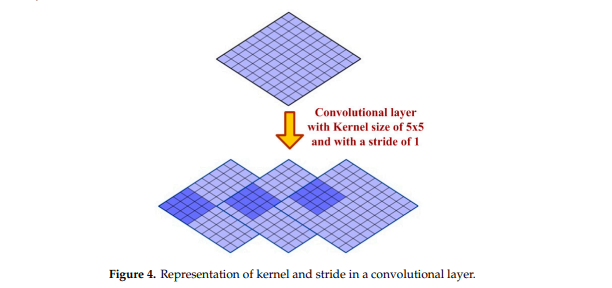 Convolutional layer
with Kernel size of 5x5
and with a stride of 1
Figure 4. Representation of kernel and stride in a convolutional layer.